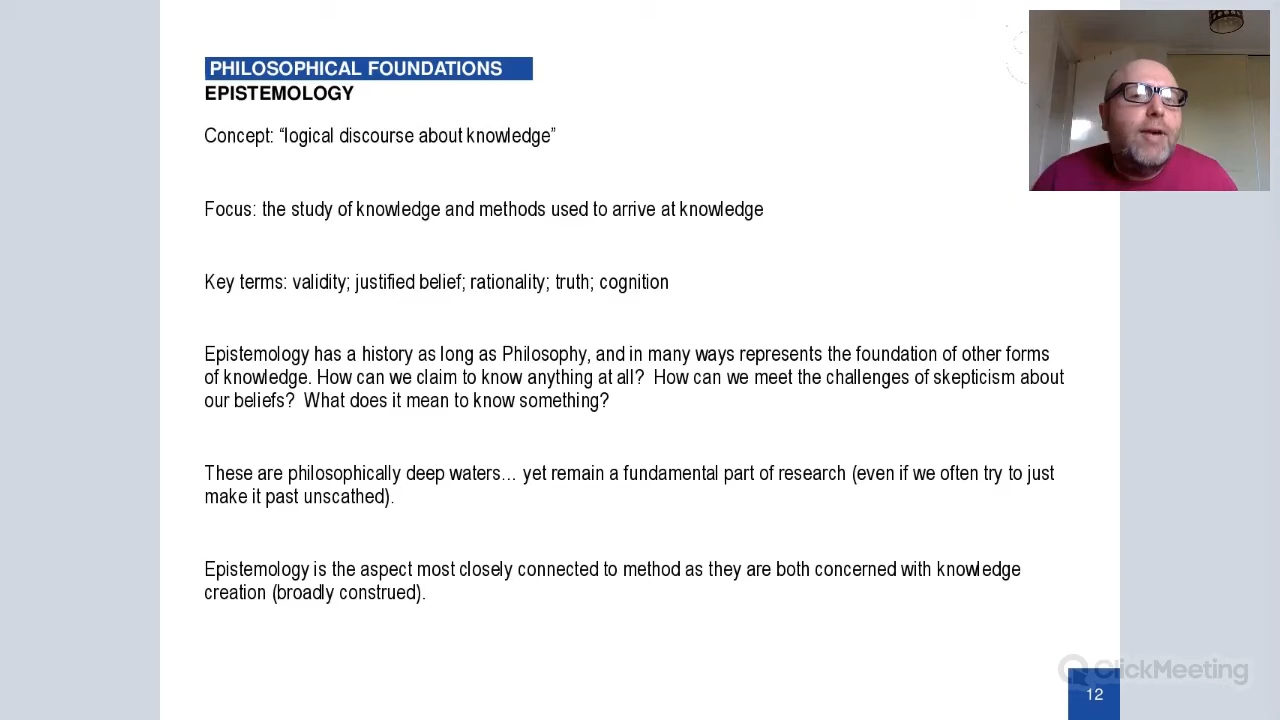 PHILOSOPHICAL FOUNDATIONS
EPISTEMOLOGY
Concept: “logical discourse about knowledge”
Focus: the study of knowledge and methods used to arrive at knowledge
Key terms: validity; justified belief; rationality; truth; cognition
Epistemology has a history as long as Philosophy, and in many ways represents the foundation of other forms
of knowledge. How can we claim to know anything at all?  How can we meet the challenges of skepticism about
our beliefs?  What does it mean to know something?
These are philosophically deep waters… yet remain a fundamental part of research (even if we often try to just
make it past unscathed).
Epistemology is the aspect most closely connected to method as they are both concerned with knowledge
creation (broadly construed).
ClickMeeting
12